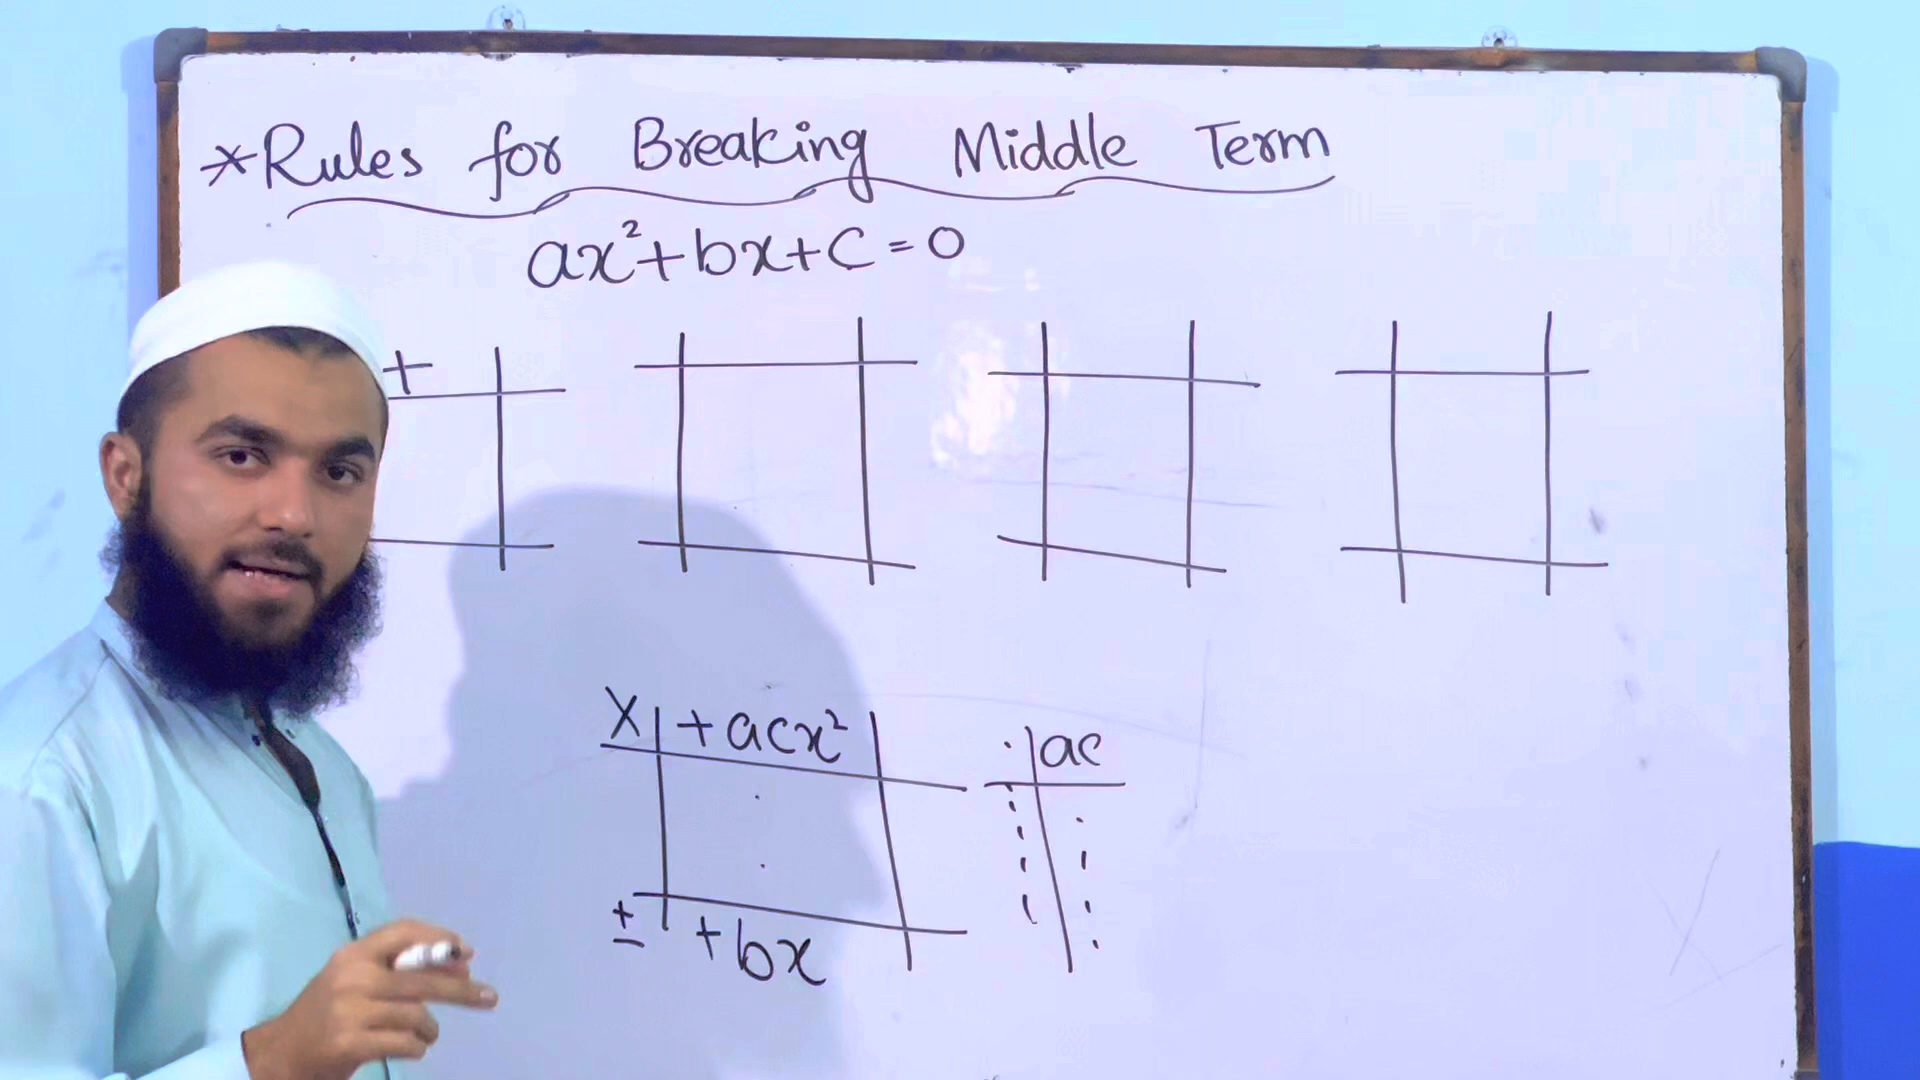 *Rules for Breaking Middle Term
ax²+bx+c=0
+
X +acx²
ac
± +bx